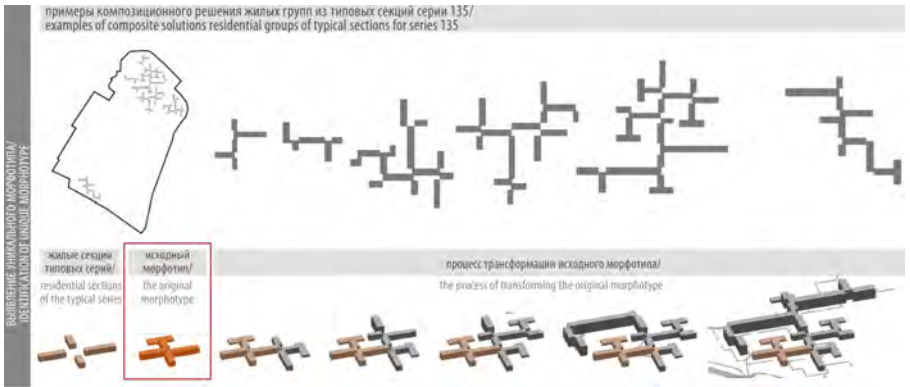 примеры композиционного решения жилых групп из типовых секций серии 135/
examples of composite solutions residential groups of typical sections for series 135
ВЫЯВЛЕНИЕ УНИКАЛЬНОГО МОРФОТИПА/
IDENTIFICATION OF UNIQUE MORPHOTYPE
жилые секции
типовых серий/
residential sections
of the typical series
исходный
морфотип/
the original
morphotype
процесс трансформации исходного морфотипа/
the process of transforming the original morphotype